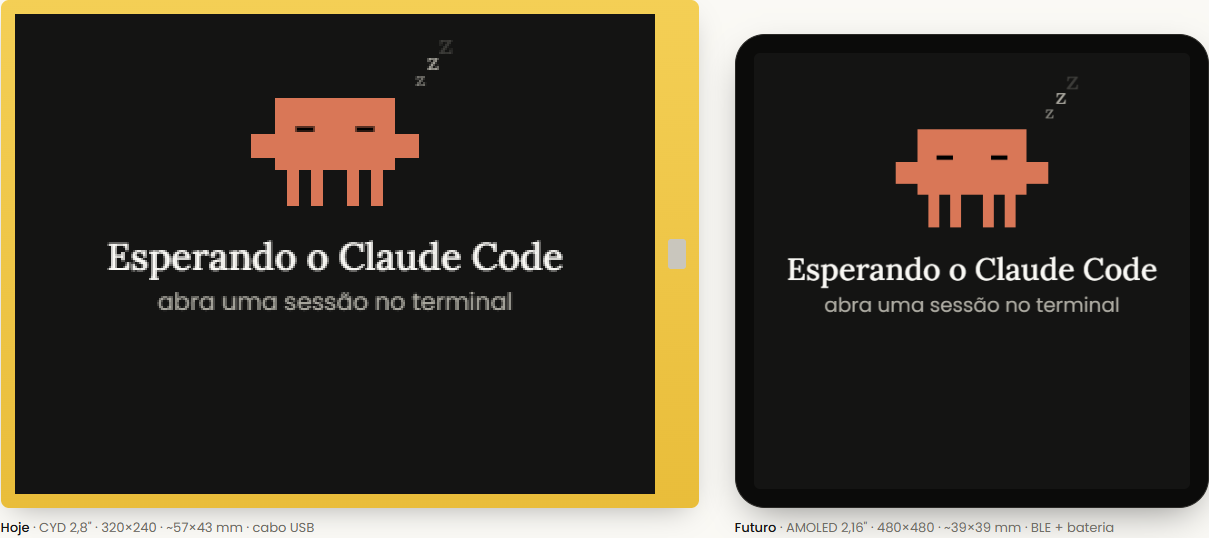 z
z
z
Esperando o Claude Code
abra uma sessão no terminal
Hoje · CYD 2,8" · 320×240 · ~57×43 mm · cabo USB
z
z
z
Esperando o Claude Code
abra uma sessão no terminal
Futuro · AMOLED 2,16" · 480×480 · ~39×39 mm · BLE + bateria